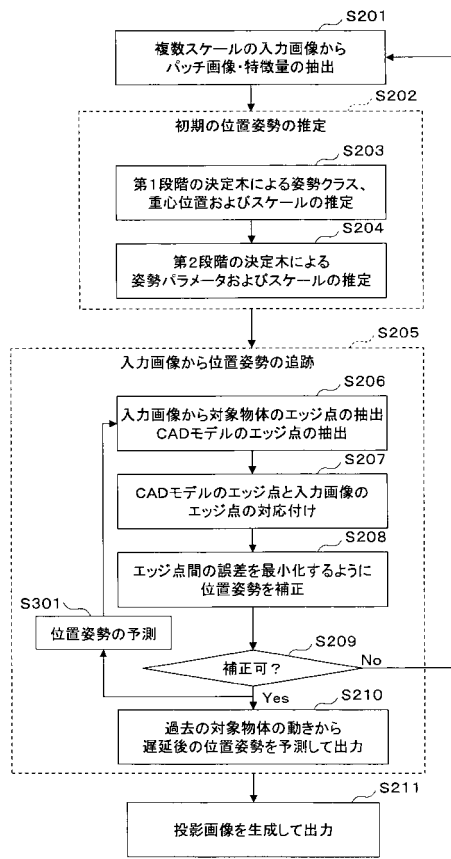 S201
複数スケールの入力画像から
パッチ画像・特徴量の抽出
S202
初期の位置姿勢の推定
S203
第1段階の決定木による姿勢クラス、
重心位置およびスケールの推定
S204
第2段階の決定木による
姿勢パラメータおよびスケールの推定
S205
入力画像から位置姿勢の追跡
S206
入力画像から対象物体のエッジ点の抽出
CADモデルのエッジ点の抽出
S207
CADモデルのエッジ点と入力画像の
エッジ点の対応付け
S208
エッジ点間の誤差を最小化するように
位置姿勢を補正
S301
位置姿勢の予測
S209
補正可?
No
Yes
S210
過去の対象物体の動きから
遅延後の位置姿勢を予測して出力
S211
投影画像を生成して出力